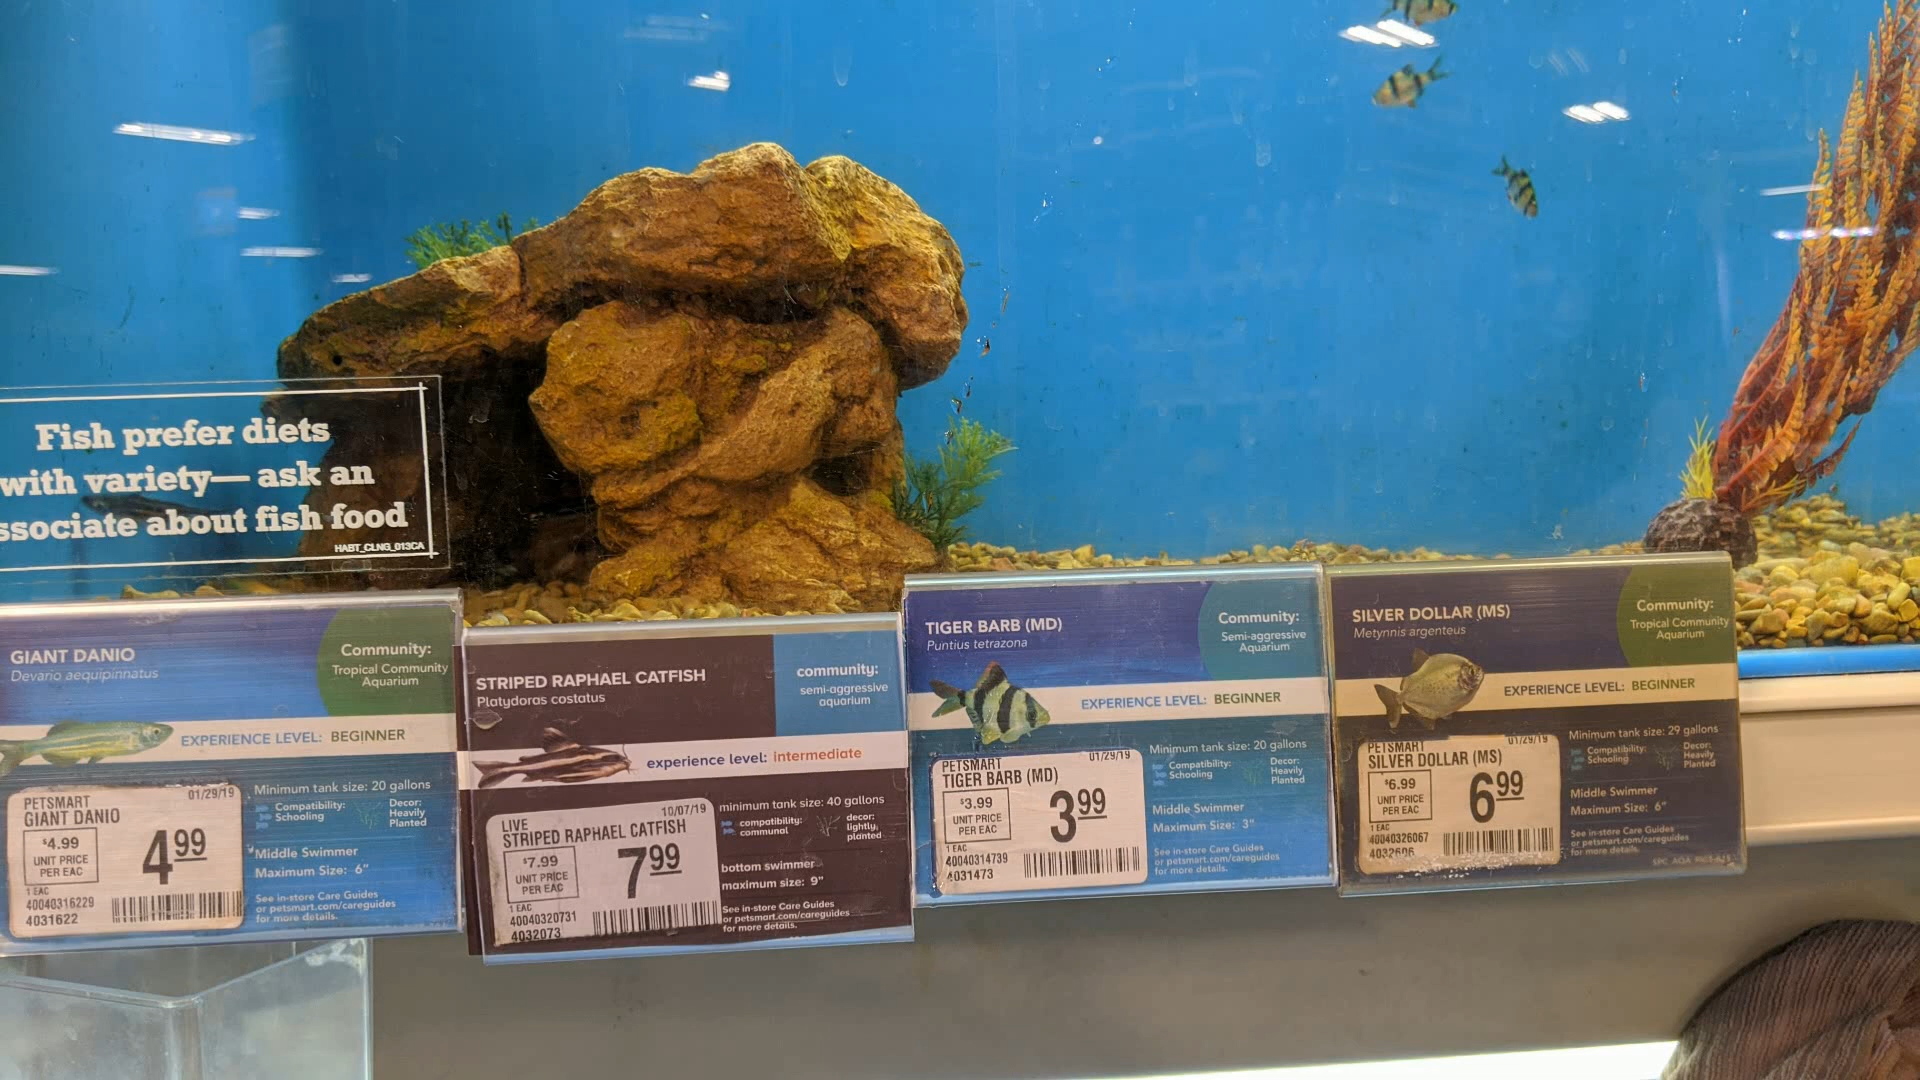 Fish prefer diets
with variety— ask an
ssociate about fish food
HABT_CLNG_013CA
GIANT DANIO
Devario aequipinnatus
Community:
Tropical Community
Aquarium
EXPERIENCE LEVEL: BEGINNER
PETSMART
01/29/19
GIANT DANIO
$4.99
UNIT PRICE
PER EAC
4.99
1 EAC
40040316229
4031622
Minimum tank size: 20 gallons
Compatibility:
Schooling
Decor:
Heavily
Planted
Middle Swimmer
Maximum Size: 6"
See in-store Care Guides
or petsmart.com/careguides
for more details.
STRIPED RAPHAEL CATFISH
Platydoras costatus
community:
semi-aggressive
aquarium
experience level: intermediate
LIVE
10/07/19
STRIPED RAPHAEL CATFISH
$7.99
UNIT PRICE
PER EAC
7.99
1 EAC
40040320731
4032073
minimum tank size: 40 gallons
compatibility:
communal
decor:
lightly
planted
bottom swimmer
maximum size: 9"
See in-store Care Guides
or petsmart.com/careguides
for more details.
TIGER BARB (MD)
Puntius tetrazona
Community:
Semi-aggressive
Aquarium
EXPERIENCE LEVEL: BEGINNER
PETSMART
01/29/19
TIGER BARB (MD)
$3.99
UNIT PRICE
PER EAC
3.99
1 EAC
40040314739
4031473
Minimum tank size: 20 gallons
Compatibility:
Schooling
Decor:
Heavily
Planted
Middle Swimmer
Maximum Size: 3"
See in-store Care Guides
or petsmart.com/careguides
for more details.
SILVER DOLLAR (MS)
Metynnis argenteus
Community:
Tropical Community
Aquarium
EXPERIENCE LEVEL: BEGINNER
PETSMART
01/29/19
SILVER DOLLAR (MS)
$6.99
UNIT PRICE
PER EAC
6.99
1 EAC
40040326067
4032606
Minimum tank size: 29 gallons
Compatibility:
Schooling
Decor:
Heavily
Planted
Middle Swimmer
Maximum Size: 6"
See in-store Care Guides
or petsmart.com/careguides
for more details.